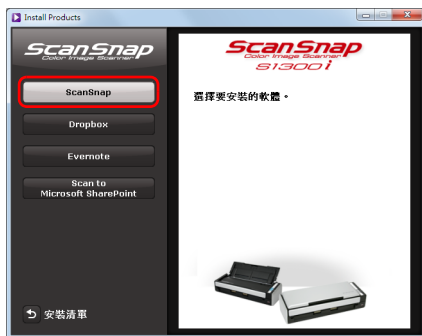 Install Products
ScanSnap
Color Image Scanner
ScanSnap
Dropbox
Evernote
Scan to
Microsoft SharePoint
安裝清單
ScanSnap
Color Image Scanner
S1300i
選擇要安裝的軟體。